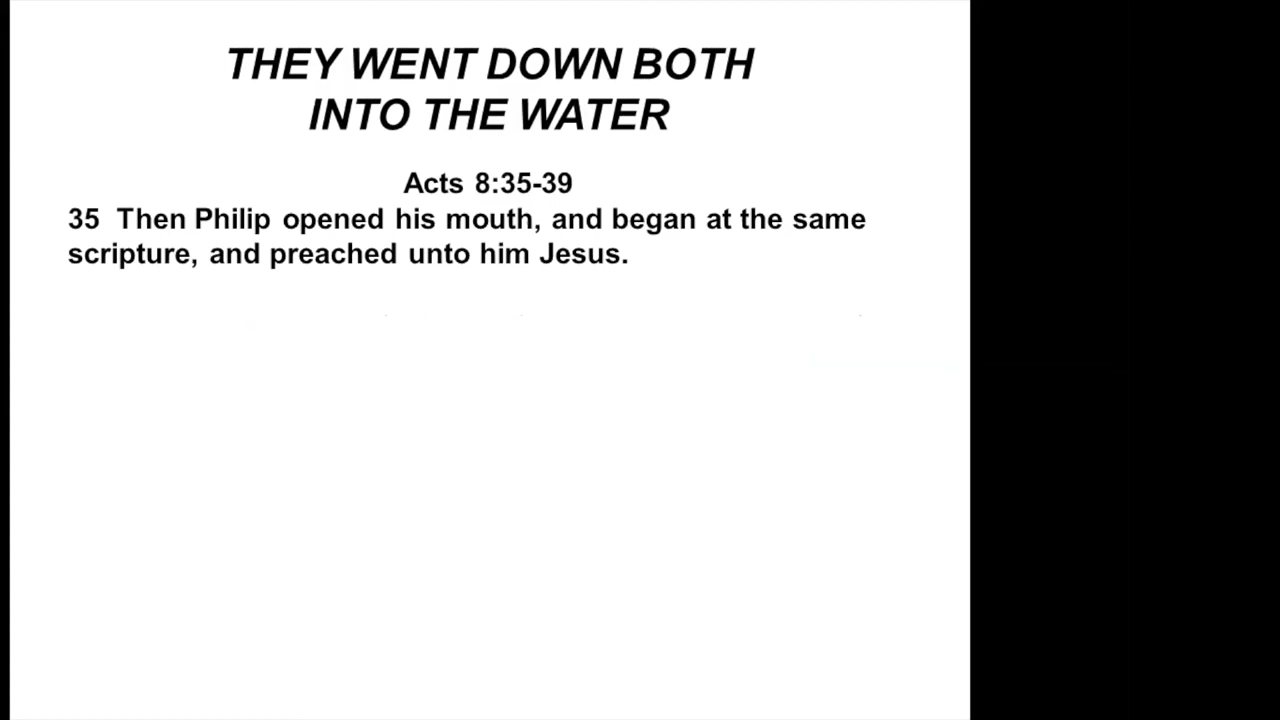 THEY WENT DOWN BOTH
INTO THE WATER
Acts 8:35-39
35 Then Philip opened his mouth, and began at the same
scripture, and preached unto him Jesus.